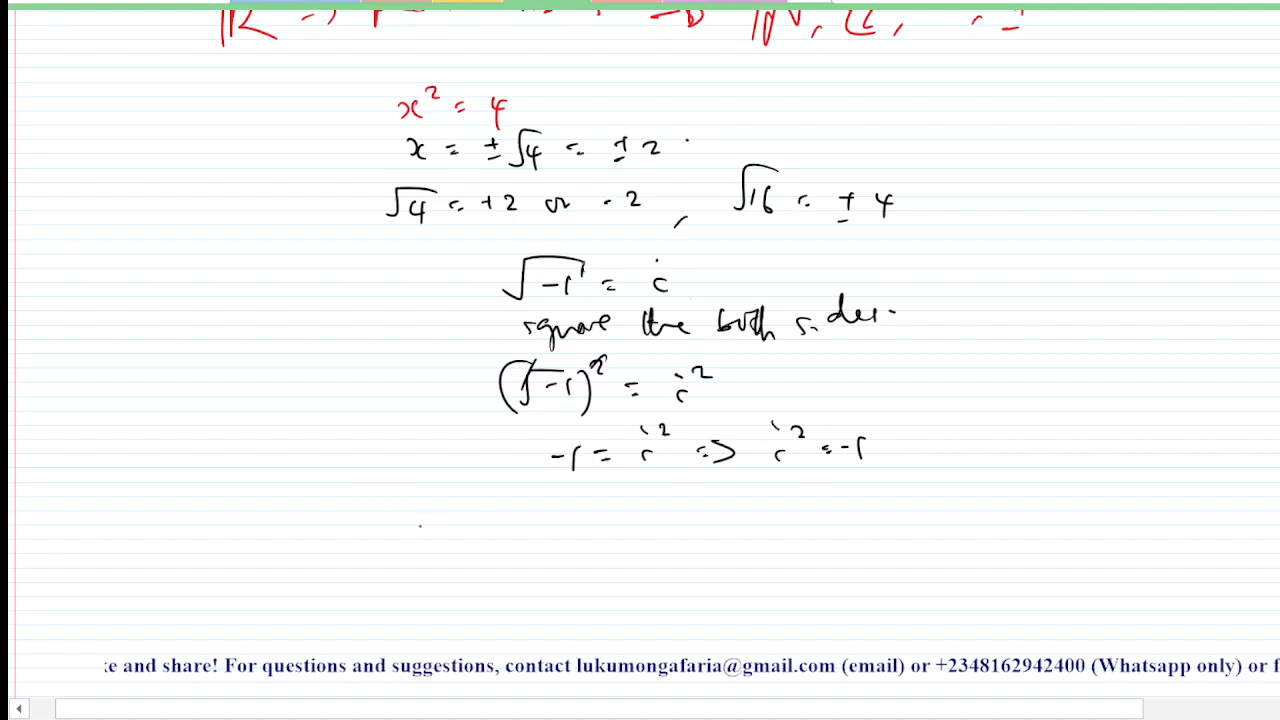 x² = 4
x = ±√4 = ±2
√4 = +2 or -2, √16 = ±4
√-1 = i
square the both sides.
(√-1)² = i²
-1 = i² => i² = -1
:e and share! For questions and suggestions, contact lukumongafaria@gmail.com (email) or +2348162942400 (Whatsapp only) or f